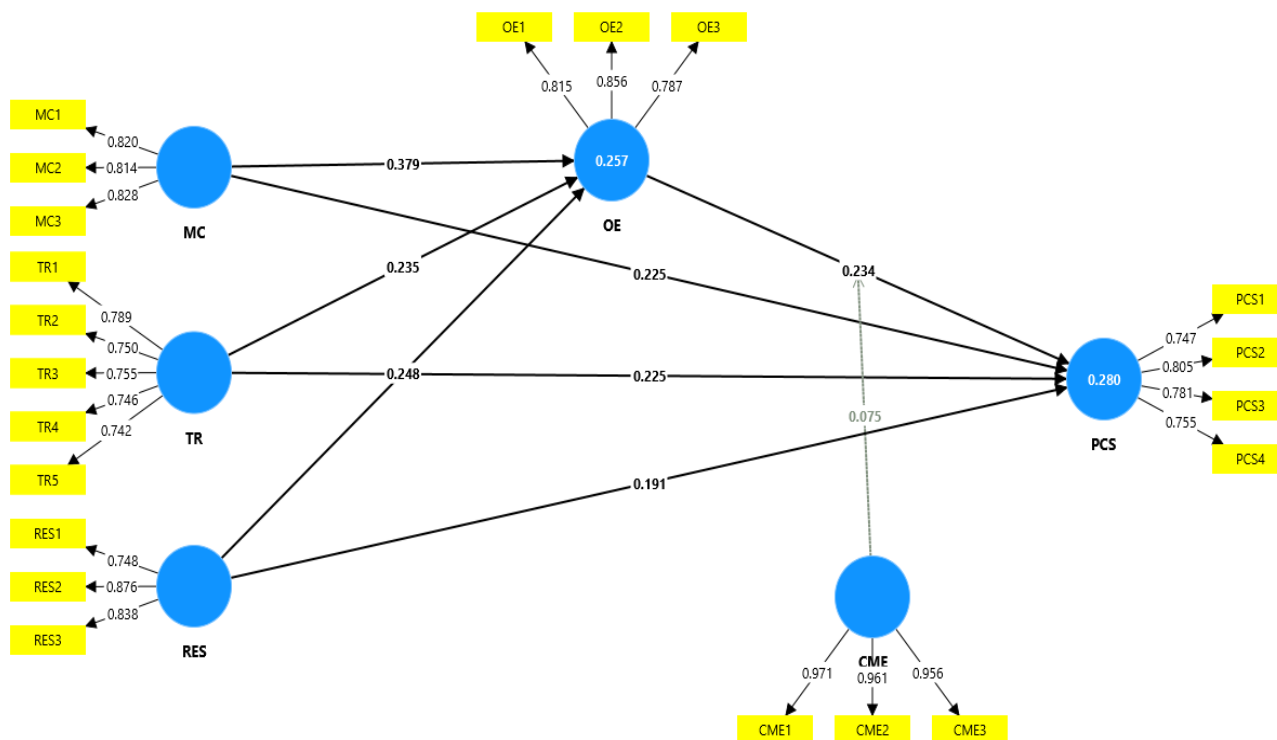 OE1 OE2 OE3
0.815 0.856 0.787
MC1
MC2
MC3
0.820
0.814
0.828
MC
0.379
0.257
OE
TR1
TR2
TR3
TR4
TR5
0.789
0.750
0.755
0.746
0.742
TR
0.235
0.225
0.234
0.248
0.225
0.075
0.191
0.280
PCS
PCS1
PCS2
PCS3
PCS4
0.747
0.805
0.781
0.755
RES1
RES2
RES3
0.748
0.876
0.838
RES
CME
0.971 0.961 0.956
CME1 CME2 CME3